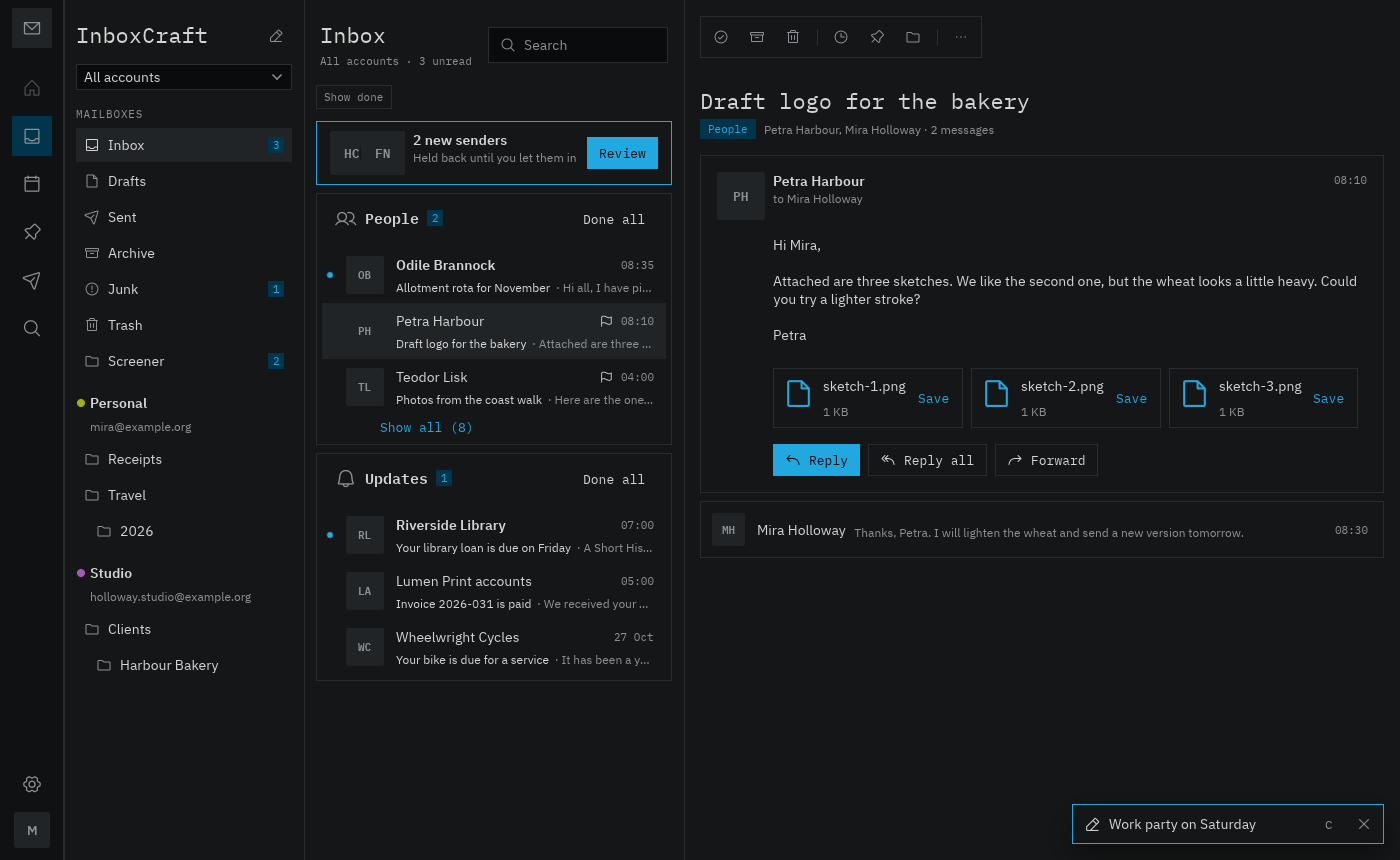 InboxCraft
All accounts
MAILBOXES
Inbox 3
Drafts
Sent
Archive
Junk 1
Trash
Screener 2
Personal
mira@example.org
Receipts
Travel
2026
Studio
holloway.studio@example.org
Clients
Harbour Bakery
M
Inbox
All accounts · 3 unread
Search
Show done
HC FN
2 new senders
Held back until you let them in
Review
People 2 Done all
OB
Odile Brannock 08:35
Allotment rota for November · Hi all, I have pi…
PH
Petra Harbour 08:10
Draft logo for the bakery · Attached are three …
TL
Teodor Lisk 04:00
Photos from the coast walk · Here are the one…
Show all (8)
Updates 1 Done all
RL
Riverside Library 07:00
Your library loan is due on Friday · A Short His…
LA
Lumen Print accounts 05:00
Invoice 2026-031 is paid · We received your …
WC
Wheelwright Cycles 27 Oct
Your bike is due for a service · It has been a y…
Draft logo for the bakery
People Petra Harbour, Mira Holloway · 2 messages
PH
Petra Harbour 08:10
to Mira Holloway
Hi Mira,
Attached are three sketches. We like the second one, but the wheat looks a little heavy. Could
you try a lighter stroke?
Petra
sketch-1.png
1 KB
Save
sketch-2.png
1 KB
Save
sketch-3.png
1 KB
Save
Reply Reply all Forward
MH Mira Holloway Thanks, Petra. I will lighten the wheat and send a new version tomorrow. 08:30
Work party on Saturday C